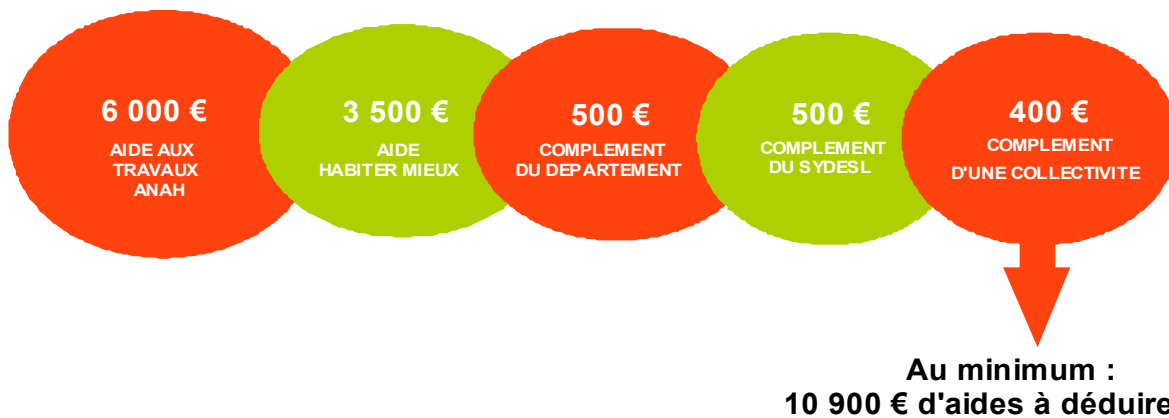 6 000 €
AIDE AUX
TRAVAUX
ANAH
3 500 €
AIDE
HABITER MIEUX
500 €
COMPLEMENT
DU DEPARTEMENT
500 €
COMPLEMENT
DU SYDESL
400 €
COMPLEMENT
D'UNE COLLECTIVITE
Au minimum :
10 900 € d'aides à déduire